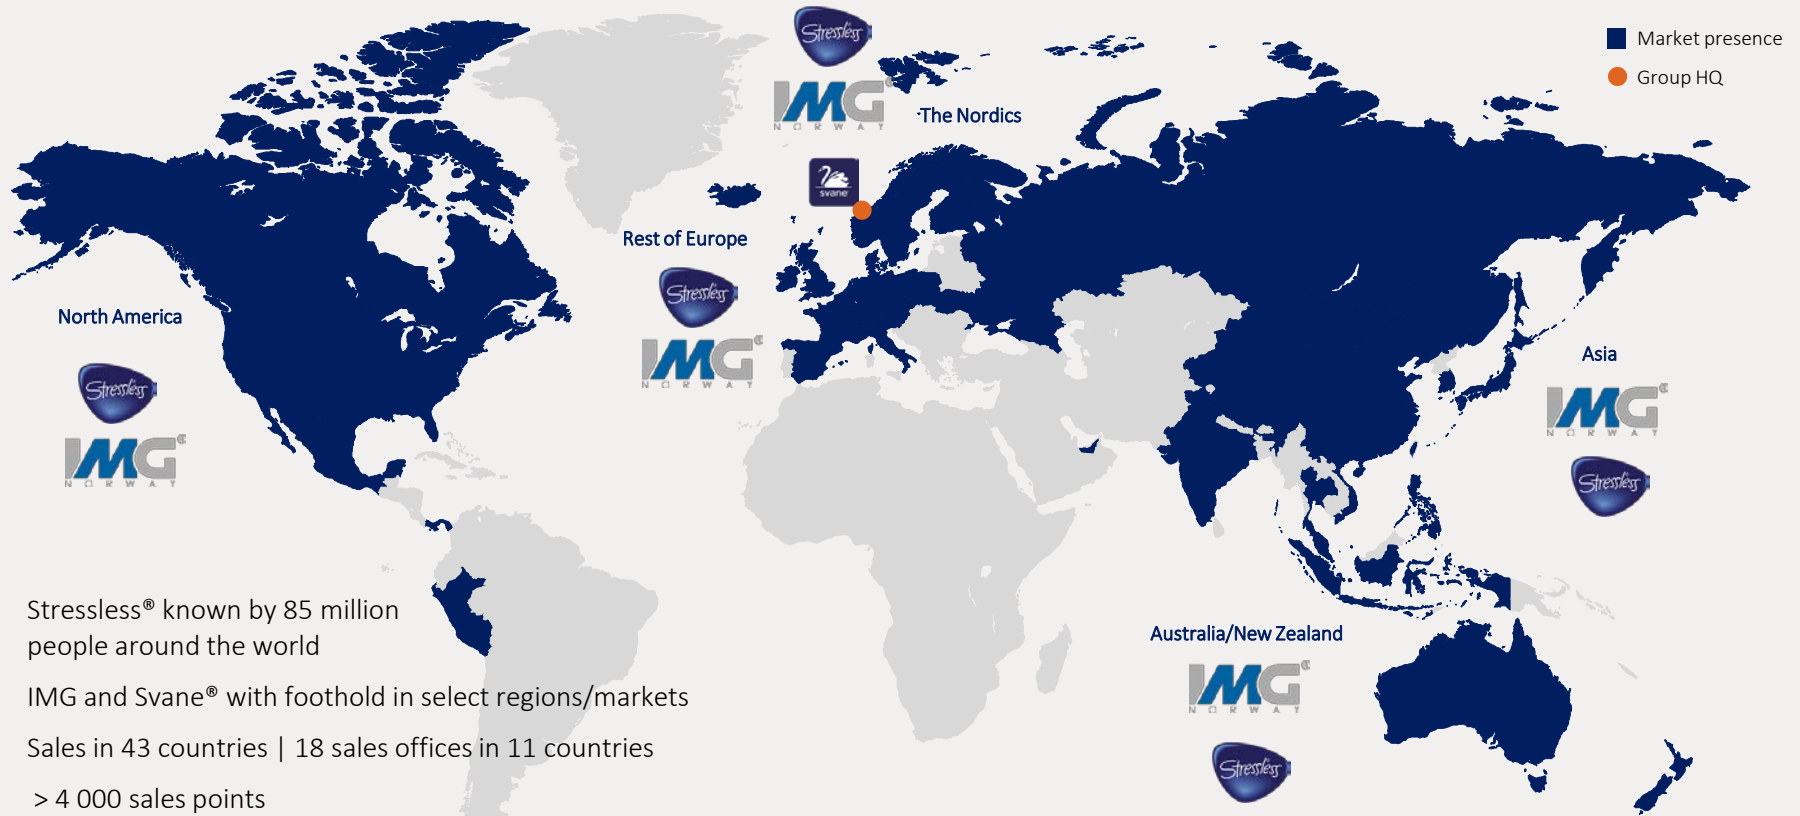 Stressless®
Market presence
Group HQ
IMG
NORWAY
The Nordics
svane
Rest of Europe
Stressless
IMG
NORWAY
North America
Stressless
IMG
NORWAY
Asia
IMG
NORWAY
Stressless
Australia/New Zealand
IMG
NORWAY
Stressless
Stressless® known by 85 million
people around the world
IMG and Svane® with foothold in select regions/markets
Sales in 43 countries | 18 sales offices in 11 countries
> 4 000 sales points